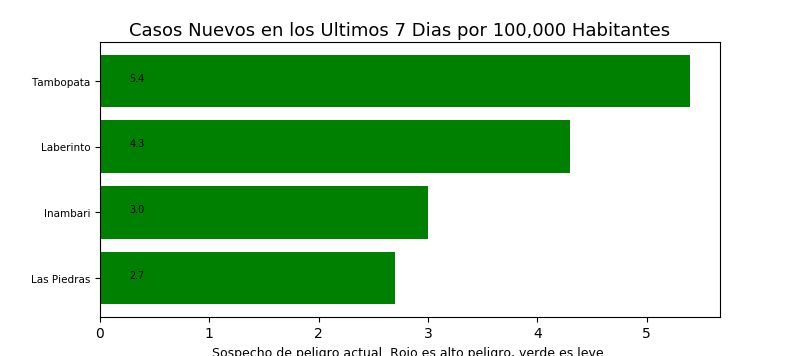 Casos Nuevos en los Ultimos 7 Dias por 100,000 Habitantes
Tambopata 5.4
Laberinto 4.3
Inambari 3.0
Las Piedras 2.7
0 1 2 3 4 5
Sospecho de peligro actual. Rojo es alto peligro, verde es leve